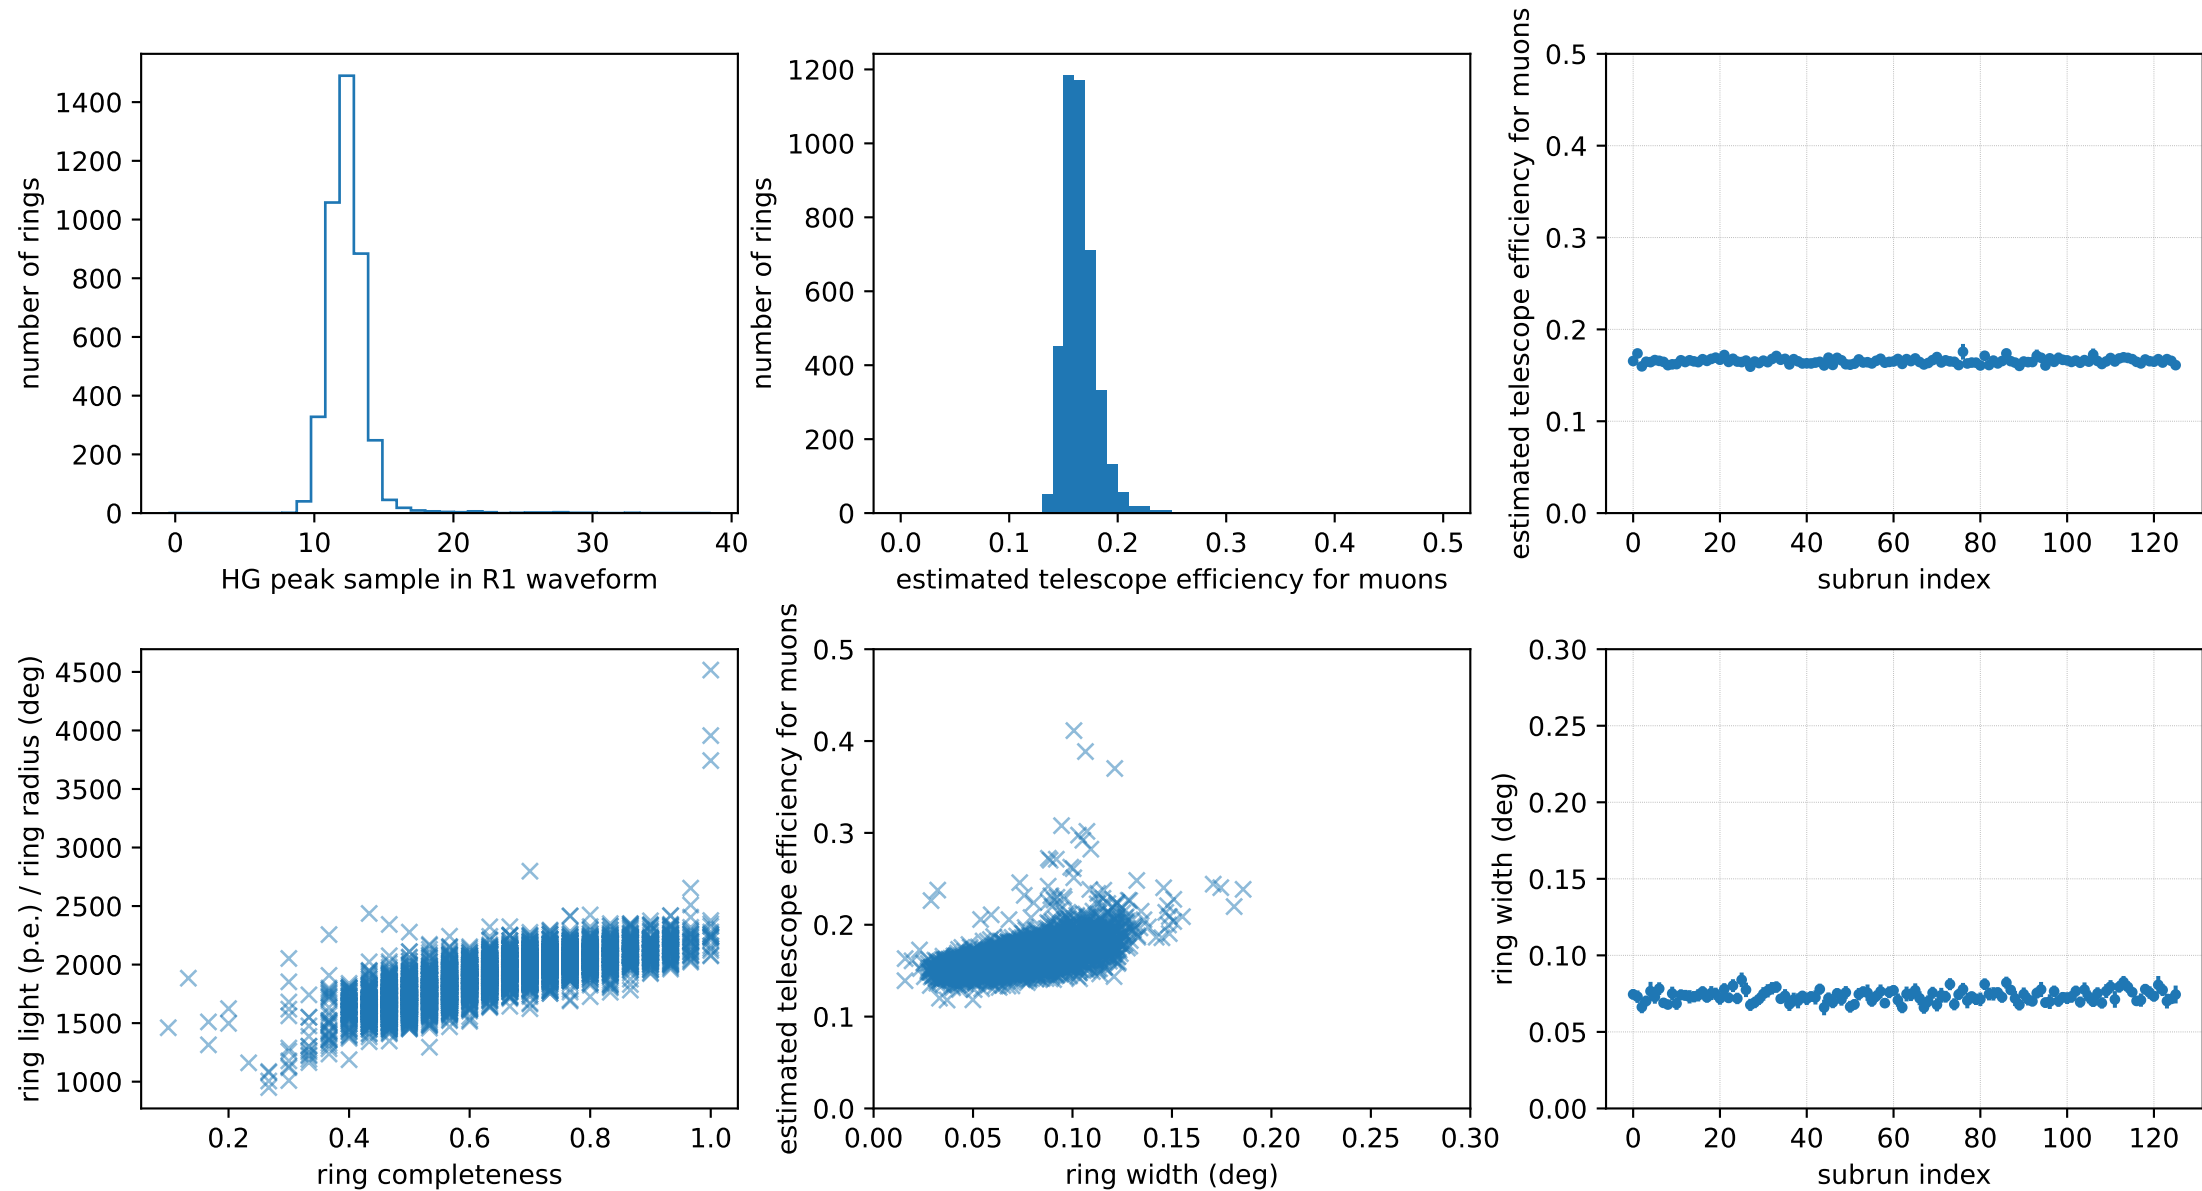 number of rings
1400
1200
1000
800
600
400
200
0
0 10 20 30 40
HG peak sample in R1 waveform
number of rings
1200
1000
800
600
400
200
0
0.0 0.1 0.2 0.3 0.4 0.5
estimated telescope efficiency for muons
estimated telescope efficiency for muons
0.5
0.4
0.3
0.2
0.1
0.0
0 20 40 60 80 100 120
subrun index
ring light (p.e.) / ring radius (deg)
4500
4000
3500
3000
2500
2000
1500
1000
0.2 0.4 0.6 0.8 1.0
ring completeness
estimated telescope efficiency for muons
0.5
0.4
0.3
0.2
0.1
0.0
0.00 0.05 0.10 0.15 0.20 0.25 0.30
ring width (deg)
ring width (deg)
0.30
0.25
0.20
0.15
0.10
0.05
0.00
0 20 40 60 80 100 120
subrun index